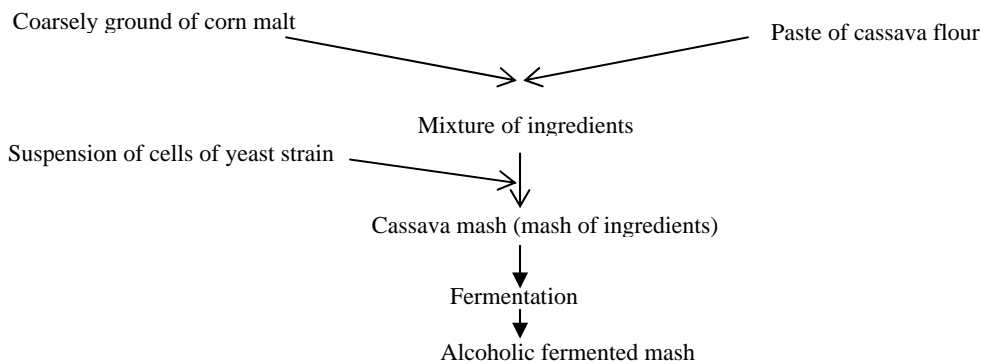 Coarsely ground of corn malt
Paste of cassava flour
Mixture of ingredients
Suspension of cells of yeast strain
Cassava mash (mash of ingredients)
Fermentation
Alcoholic fermented mash